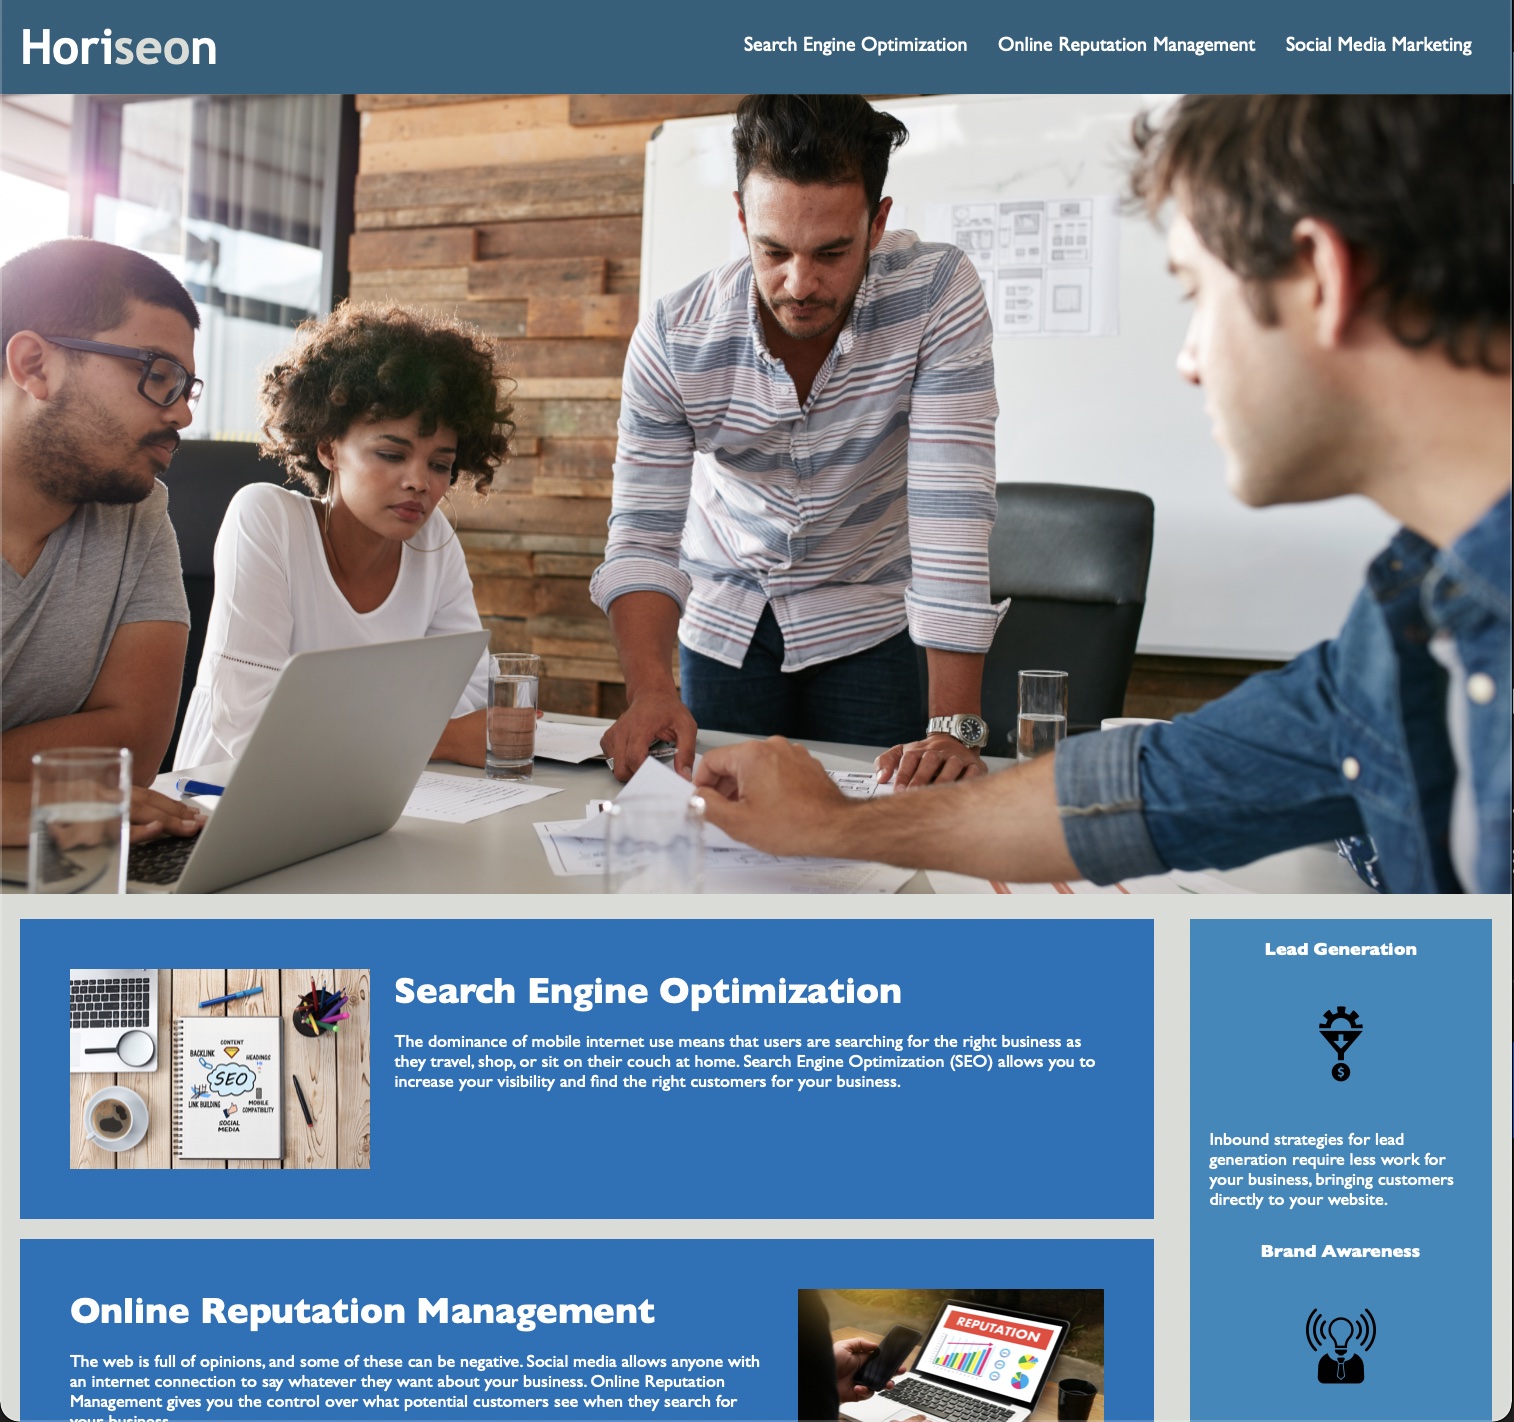 Horiseon
Search Engine Optimization
Online Reputation Management
Social Media Marketing
Search Engine Optimization
The dominance of mobile internet use means that users are searching for the right business as
they travel, shop, or sit on their couch at home. Search Engine Optimization (SEO) allows you to
increase your visibility and find the right customers for your business.
CONTENT
BACKLINK
HEADINGS
SEO
LINK BUILDING
MOBILE
COMPATIBILITY
SOCIAL
MEDIA
Online Reputation Management
The web is full of opinions, and some of these can be negative. Social media allows anyone with
an internet connection to say whatever they want about your business. Online Reputation
Management gives you the control over what potential customers see when they search for
your business.
REPUTATION
Lead Generation
$
Inbound strategies for lead
generation require less work for
your business, bringing customers
directly to your website.
Brand Awareness